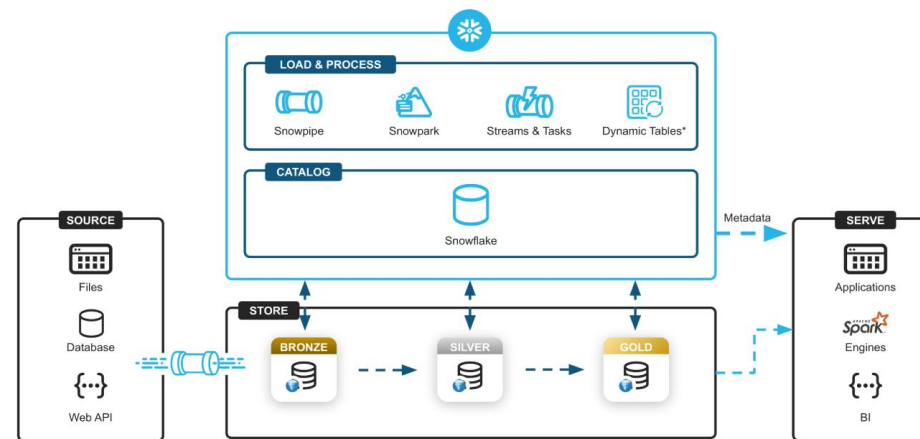 LOAD & PROCESS
Snowpipe
Snowpark
Streams & Tasks
Dynamic Tables*
CATALOG
Snowflake
SOURCE
Files
Database
Web API
Metadata
STORE
BRONZE
SILVER
GOLD
SERVE
Applications
APACHE
Spark
Engines
BI